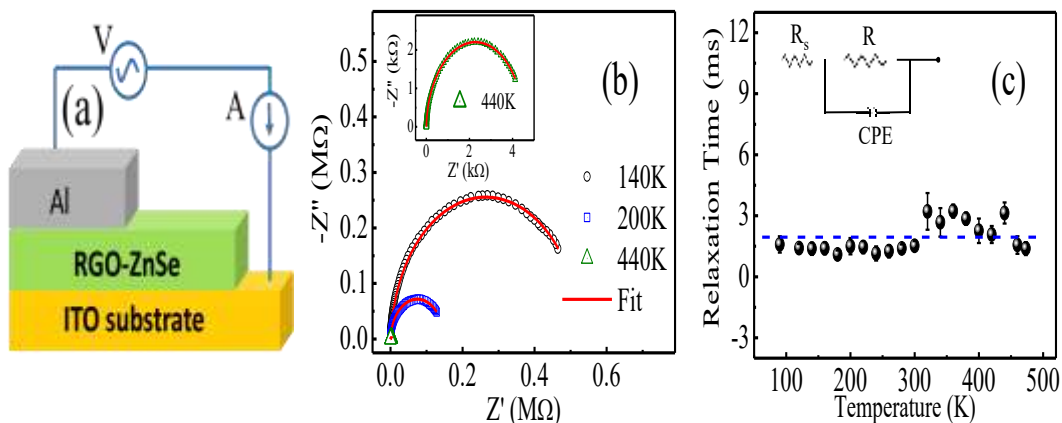 V
(a)
A
Al
RGO-ZnSe
ITO substrate
(b)
-Z'' (MΩ)
0.5
0.4
0.3
0.2
0.1
0.0
0.0 0.2 0.4 0.6
Z' (MΩ)
-Z'' (kΩ)
2
1
0
0 2 4
Z' (kΩ)
440K
140K
200K
440K
Fit
(c)
Relaxation Time (ms)
12
9
6
3
0
-3
100 200 300 400 500
Temperature (K)
Rs
R
CPE